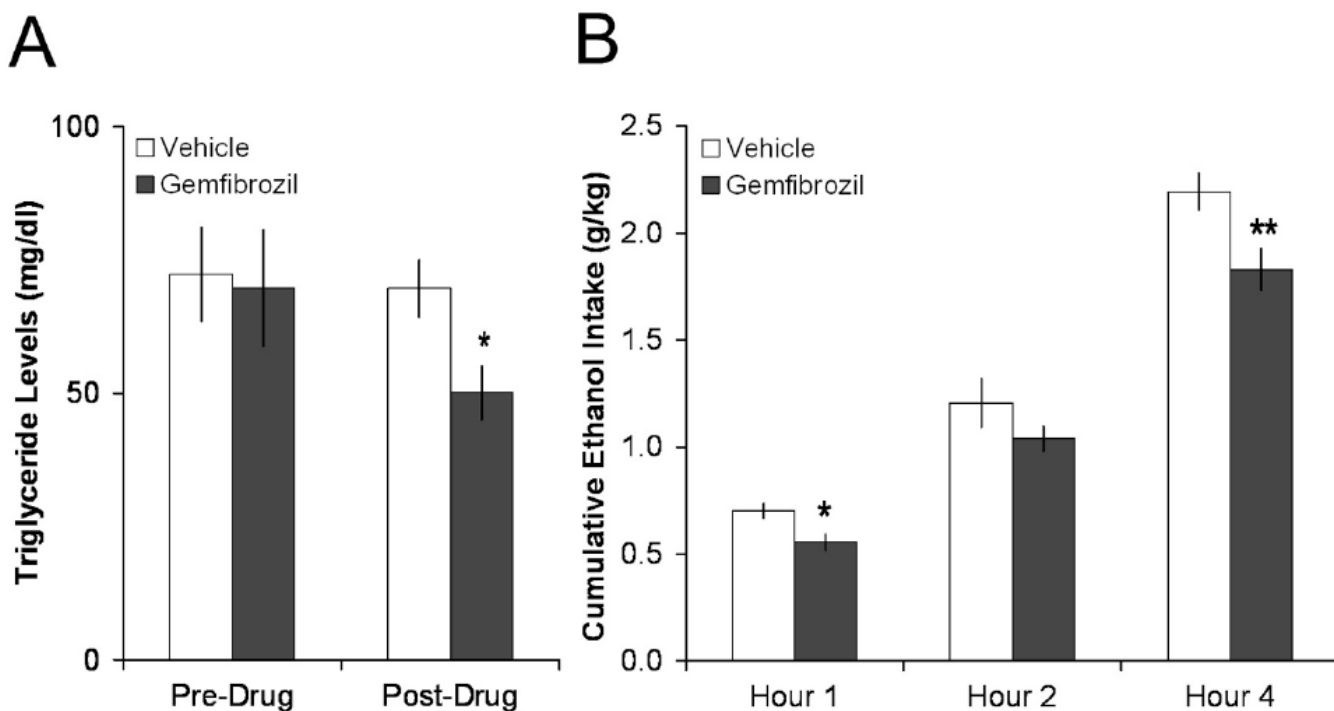 A
B
Triglyceride Levels (mg/dl)
100
50
0
Vehicle
Gemfibrozil
*
Pre-Drug
Post-Drug
Cumulative Ethanol Intake (g/kg)
2.5
2.0
1.5
1.0
0.5
0.0
Vehicle
Gemfibrozil
*
**
Hour 1
Hour 2
Hour 4